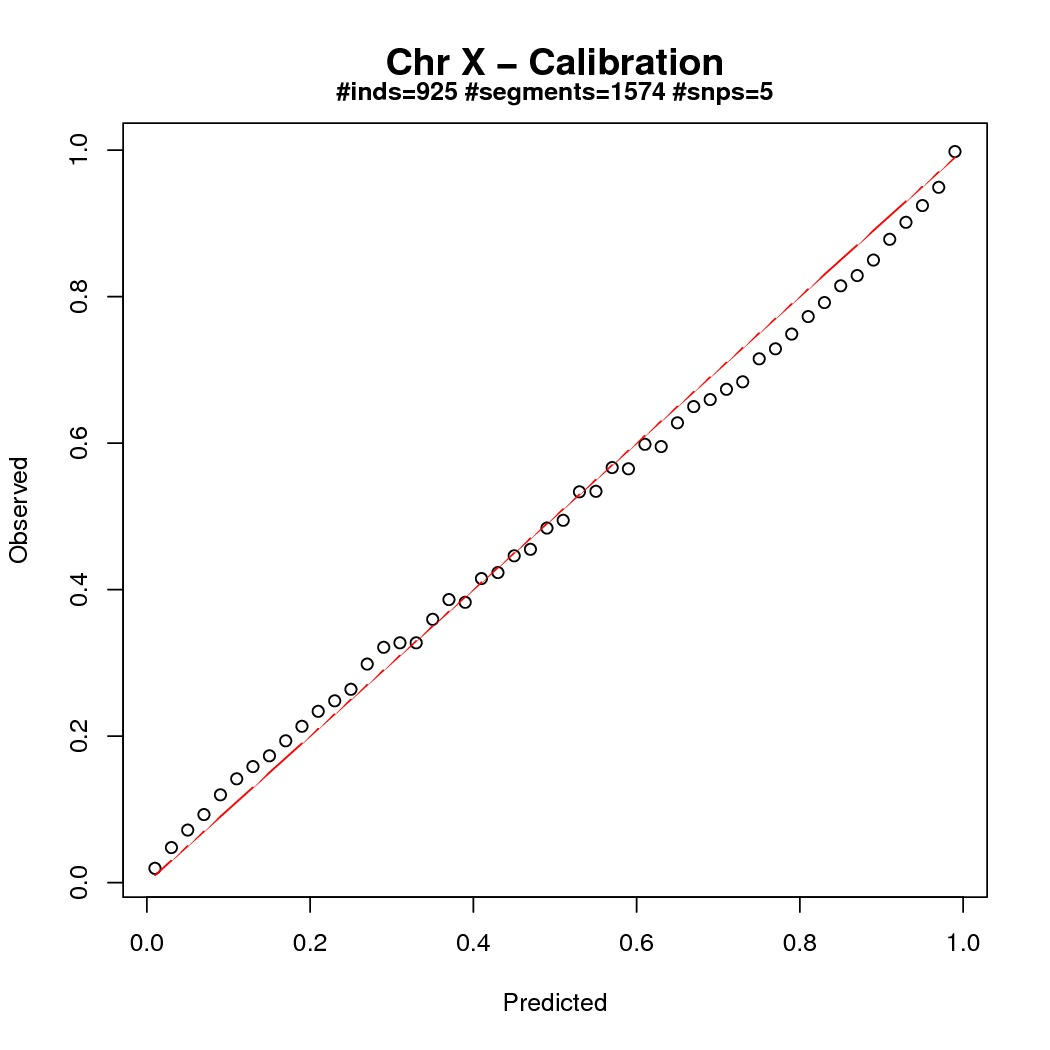 Chr X – Calibration
#inds=925 #segments=1574 #snps=5
1.0
0.8
0.6
0.4
0.2
0.0
Observed
0.0 0.2 0.4 0.6 0.8 1.0
Predicted